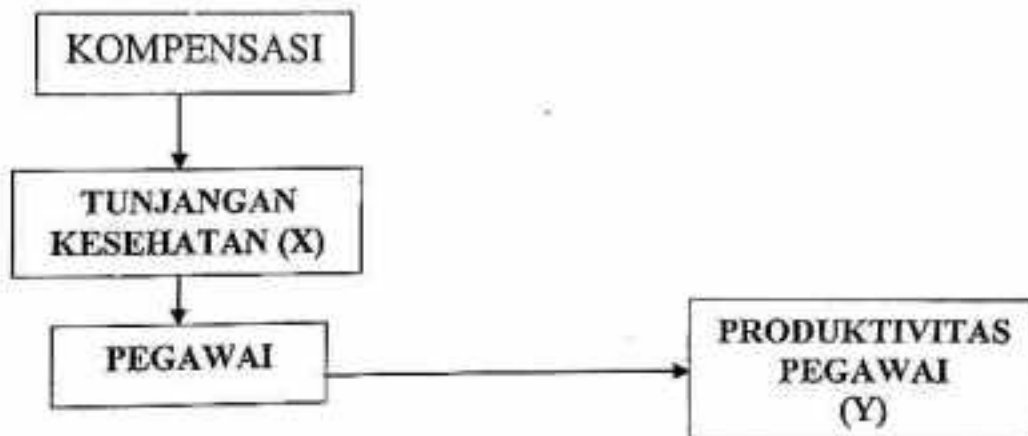 KOMPENSASI
TUNJANGAN
KESEHATAN (X)
PEGAWAI
PRODUKTIVITAS
PEGAWAI
(Y)